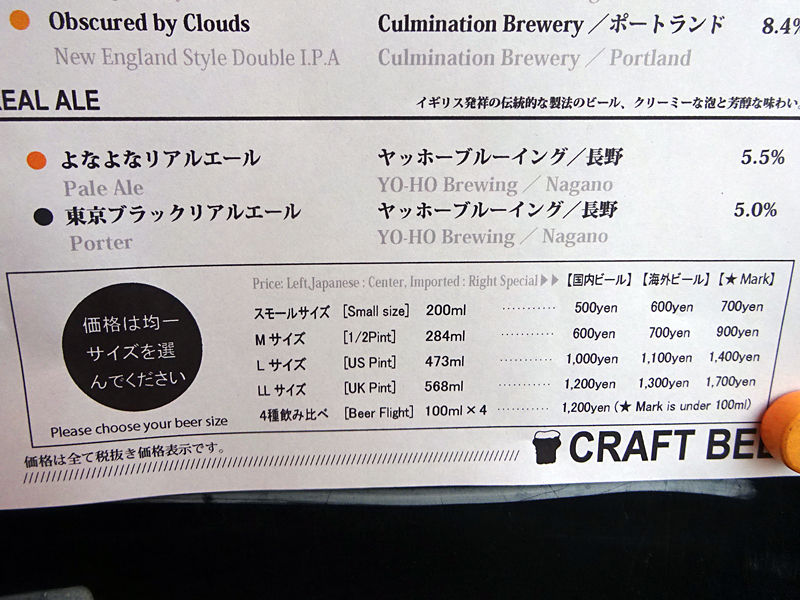 Obscured by Clouds Culmination Brewery ／ポートランド 8.4%
New England Style Double I.P.A Culmination Brewery ／ Portland
REAL ALE イギリス発祥の伝統的な製法のビール、クリーミーな泡と芳醇な味わい。
よなよなリアルエール ヤッホーブルーイング／長野 5.5%
Pale Ale YO-HO Brewing ／ Nagano
東京ブラックリアルエール ヤッホーブルーイング／長野 5.0%
Porter YO-HO Brewing ／ Nagano
Price: Left,Japanese : Center, Imported : Right Special▶▶ 【国内ビール】 【海外ビール】 【★ Mark】
スモールサイズ [Small size] 200ml ·········· 500yen 600yen 700yen
M サイズ [1/2Pint] 284ml ·········· 600yen 700yen 900yen
L サイズ [US Pint] 473ml ·········· 1,000yen 1,100yen 1,400yen
LL サイズ [UK Pint] 568ml ·········· 1,200yen 1,300yen 1,700yen
4種飲み比べ [Beer Flight] 100ml × 4 ·········· 1,200yen (★ Mark is under 100ml)
価格は均一
サイズを選
んでください
Please choose your beer size
価格は全て税抜き価格表示です。
CRAFT BEE